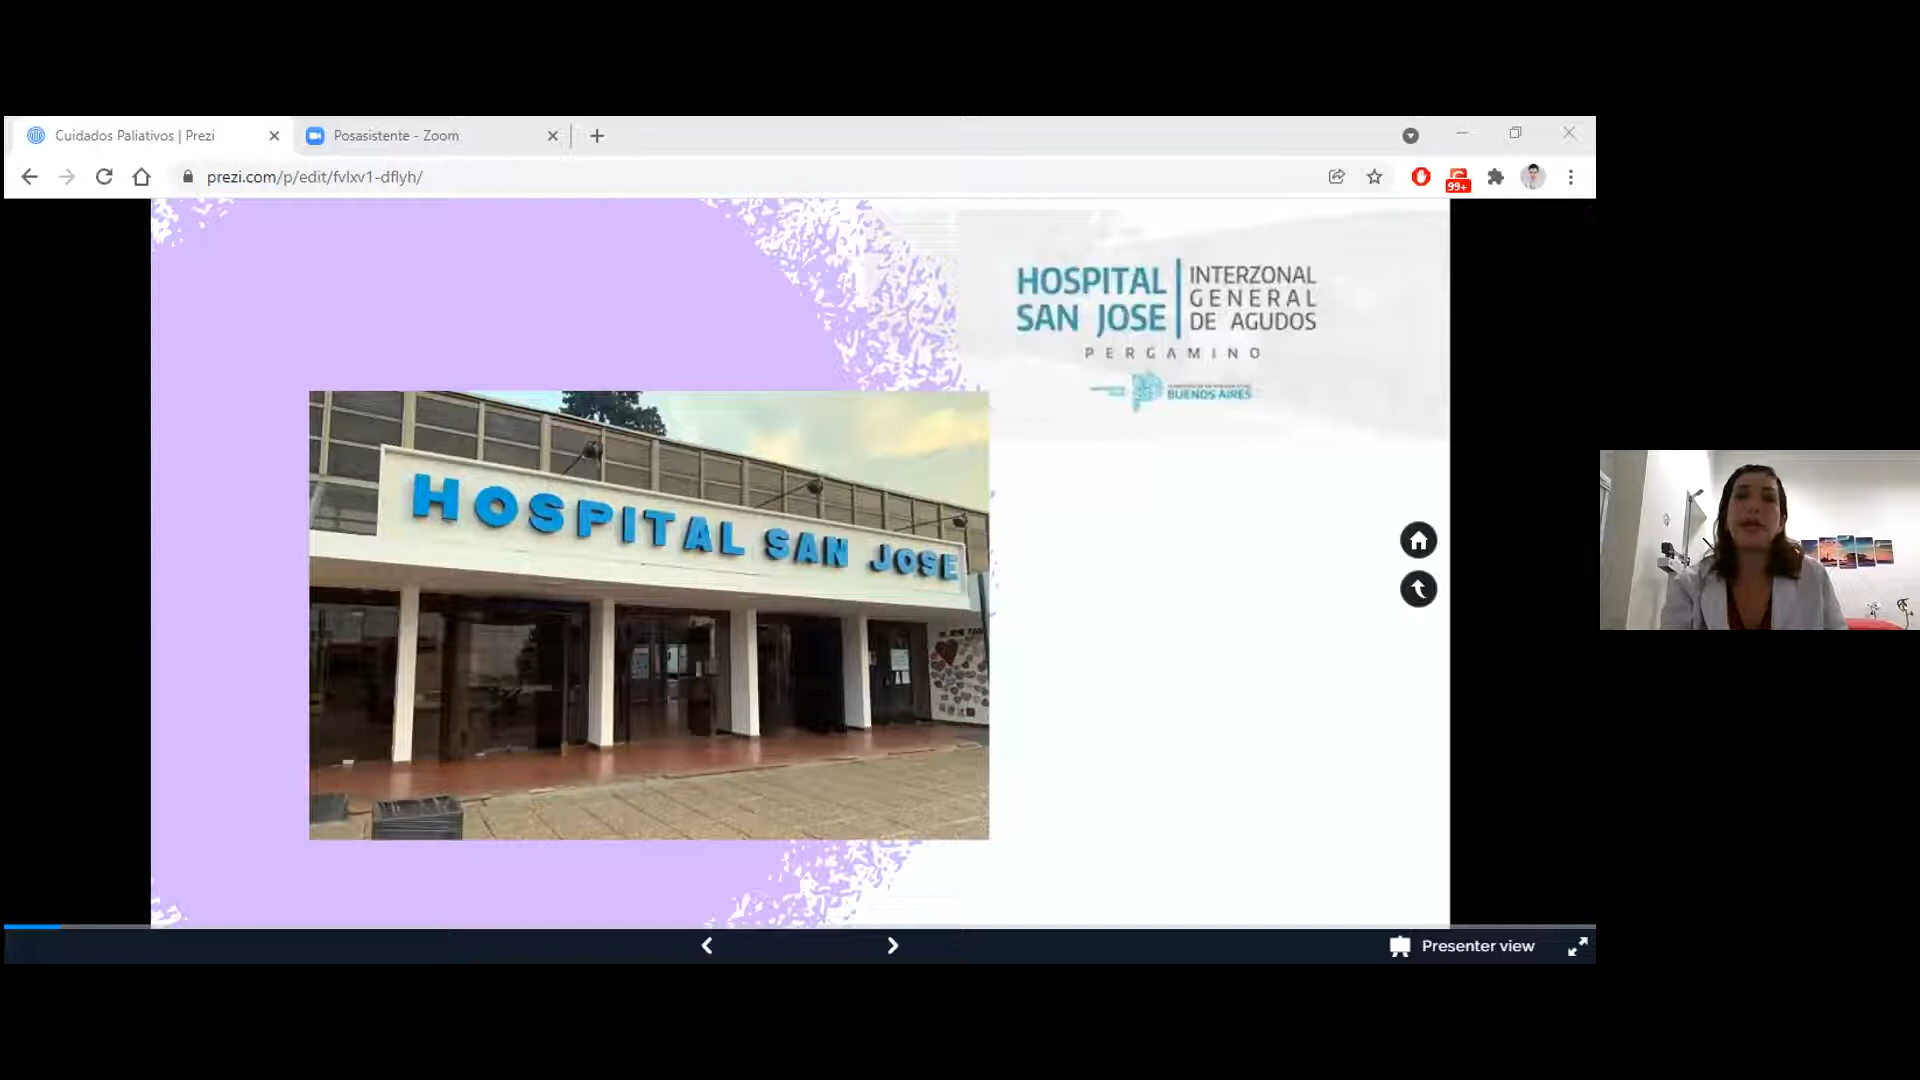 Cuidados Paliativos | Prezi
Posasistente - Zoom
prezi.com/p/edit/fvlxv1-dflyh/
99+
HOSPITAL
SAN JOSE
INTERZONAL
GENERAL
DE AGUDOS
PERGAMINO
BUENOS AIRES
HOSPITAL SAN JOSE
Presenter view